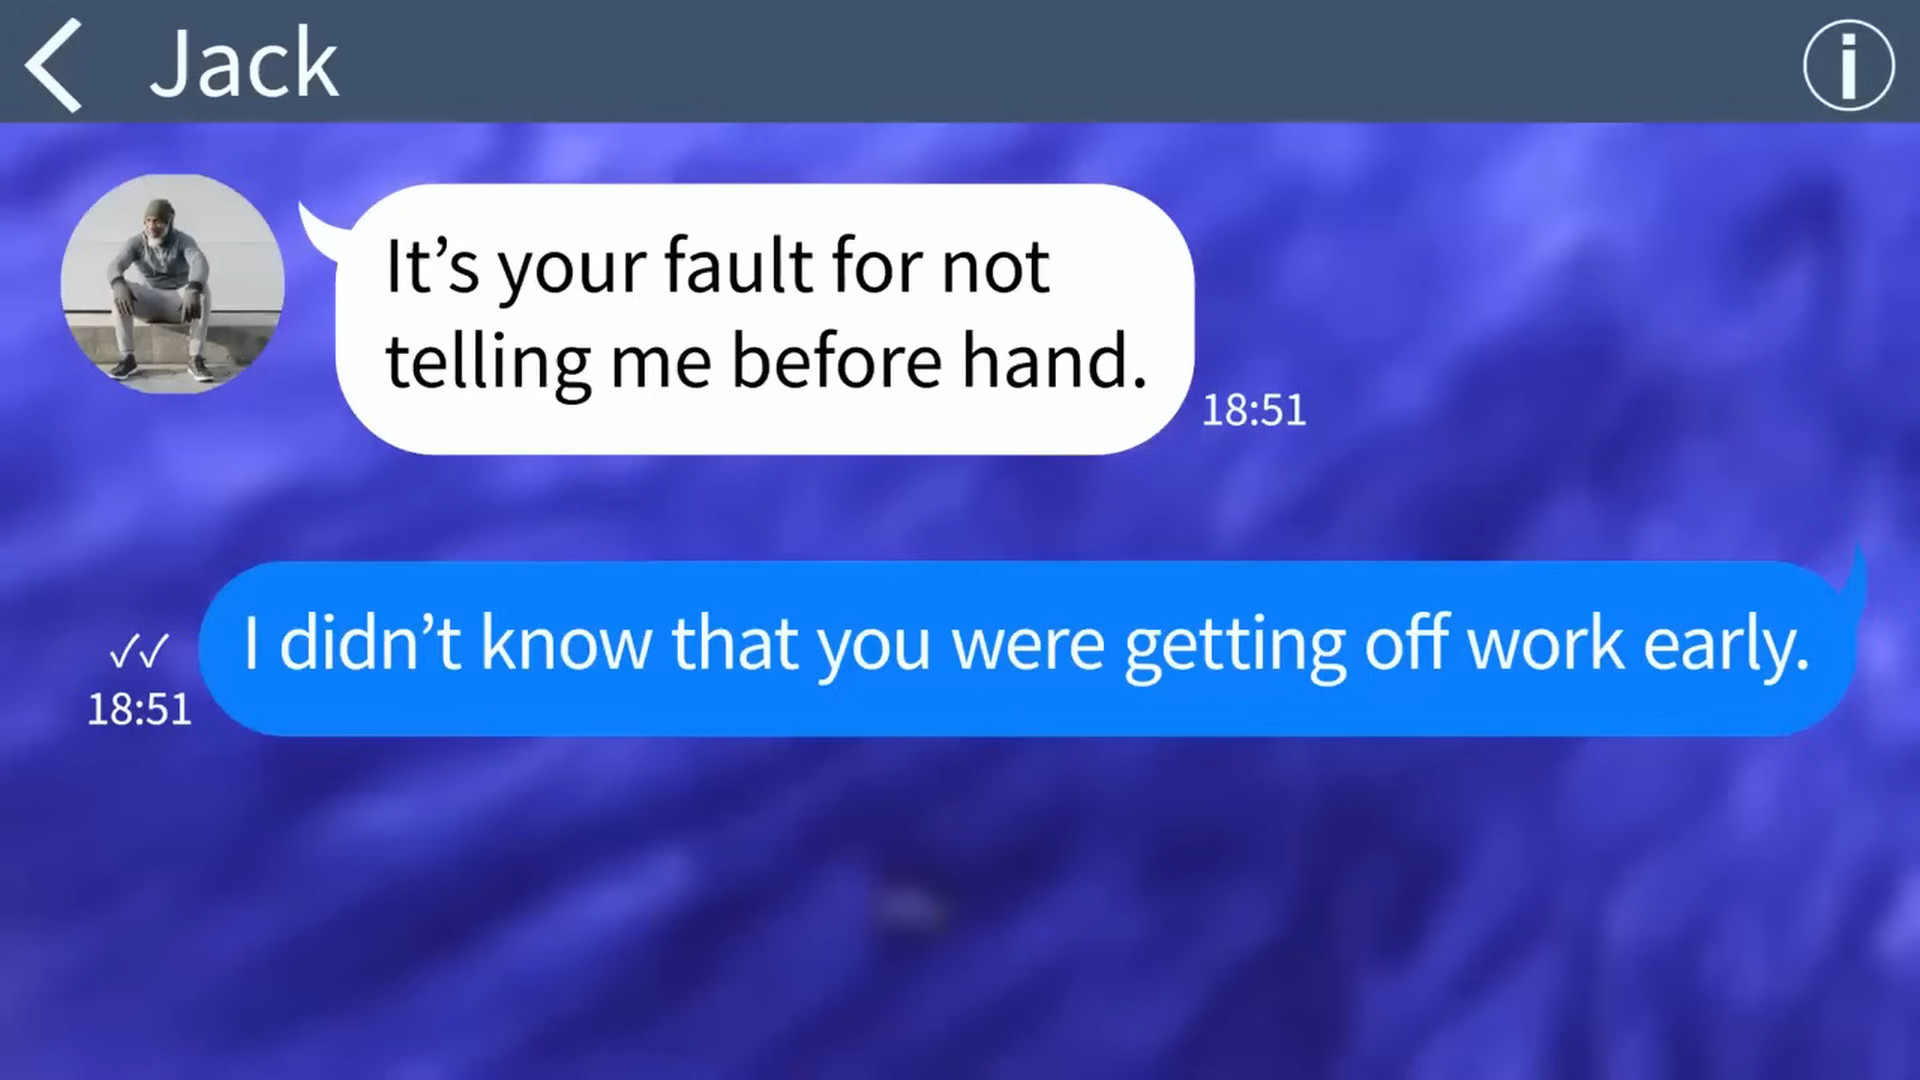 Jack
It’s your fault for not
telling me before hand.
18:51
I didn’t know that you were getting off work early.
18:51